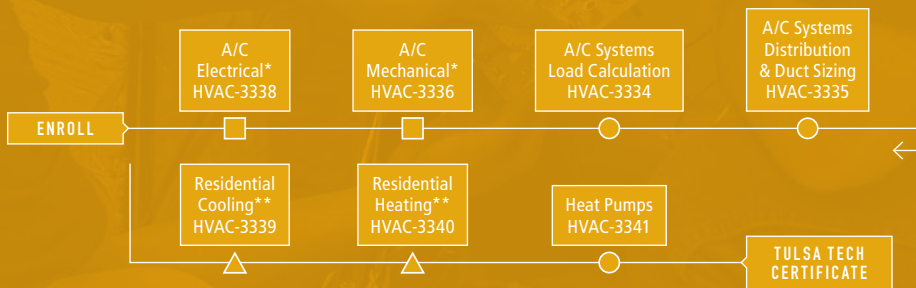 ENROLL
A/C
Electrical*
HVAC-3338
A/C
Mechanical*
HVAC-3336
A/C Systems
Load Calculation
HVAC-3334
A/C Systems
Distribution
& Duct Sizing
HVAC-3335
Residential
Cooling**
HVAC-3339
Residential
Heating**
HVAC-3340
Heat Pumps
HVAC-3341
TULSA TECH
CERTIFICATE